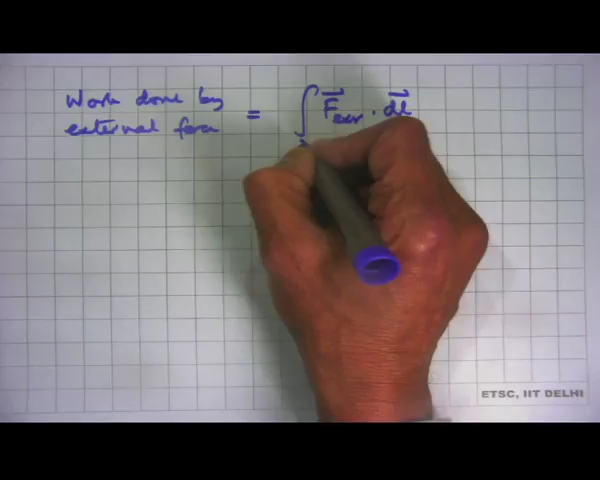 Work done by
external force = ∫ F⃗ext · dl⃗
ETSC, IIT DELHI